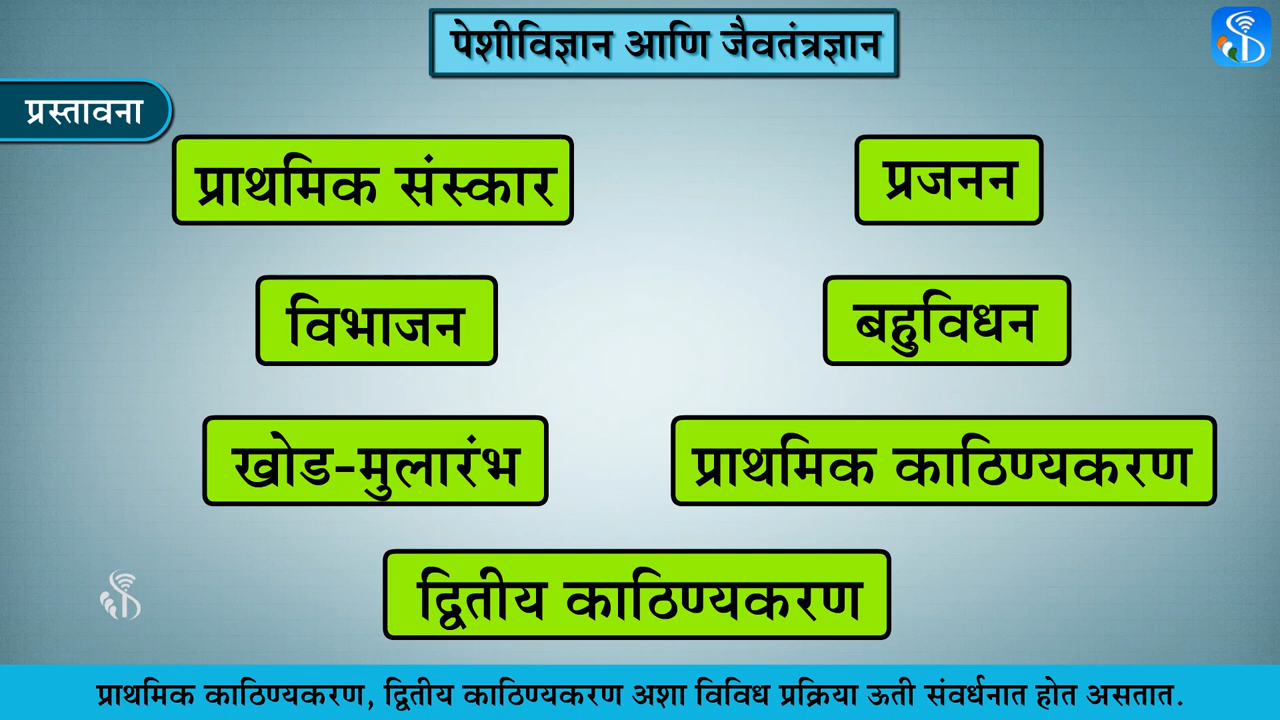 पेशीविज्ञान आणि जैवतंत्रज्ञान
प्रस्तावना
प्राथमिक संस्कार
प्रजनन
विभाजन
बहुविधन
खोड-मुलारंभ
प्राथमिक काठिण्यकरण
द्वितीय काठिण्यकरण
प्राथमिक काठिण्यकरण, द्वितीय काठिण्यकरण अशा विविध प्रक्रिया ऊती संवर्धनात होत असतात.